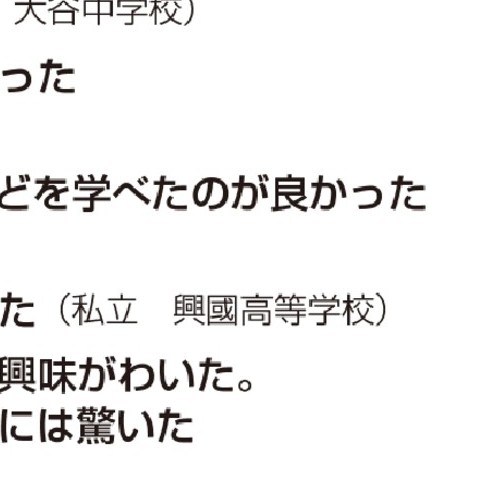 大谷中学校）
った
どを学べたのが良かった
た（私立　興國高等学校）
興味がわいた。
には驚いた